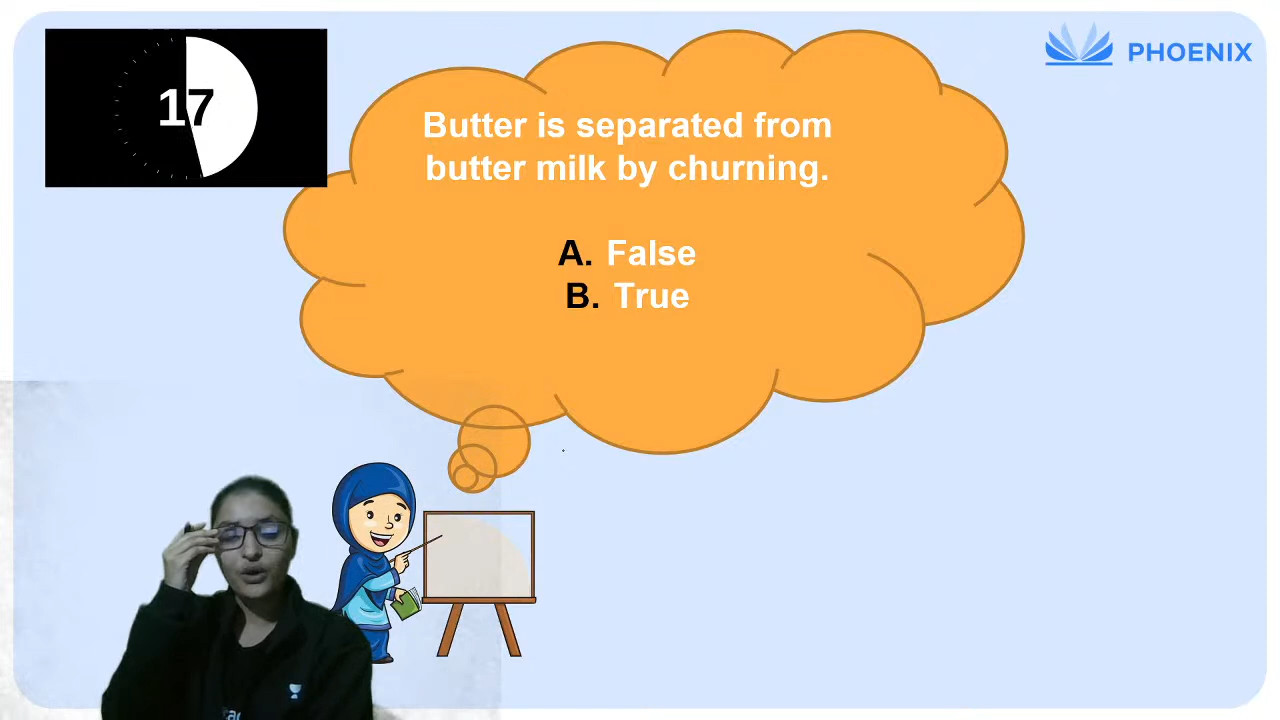 17
PHOENIX
Butter is separated from
butter milk by churning.
A. False
B. True